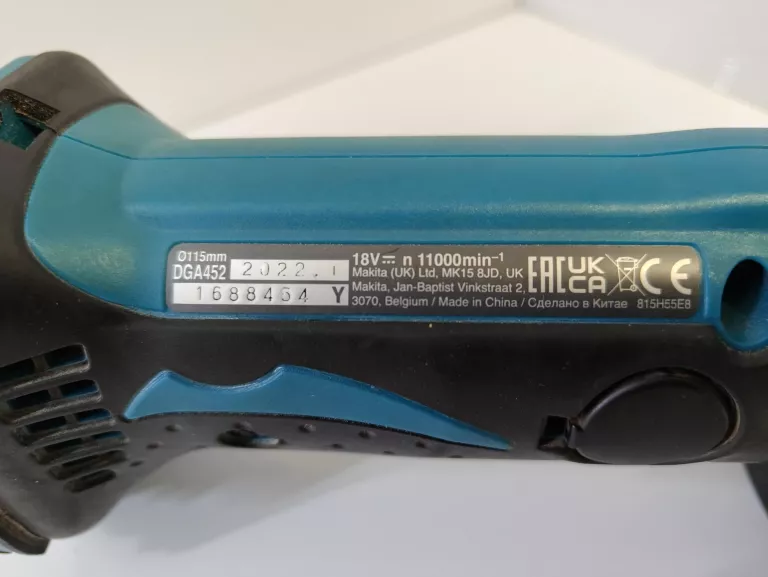 Ø115mm
DGA452 2022.1
1688464 Y
18V⎓ n 11000min⁻¹
Makita (UK) Ltd, MK15 8JD, UK
Makita, Jan-Baptist Vinkstraat 2,
3070, Belgium / Made in China / Сделано в Китае
EAC UK CA CE
815H55E8